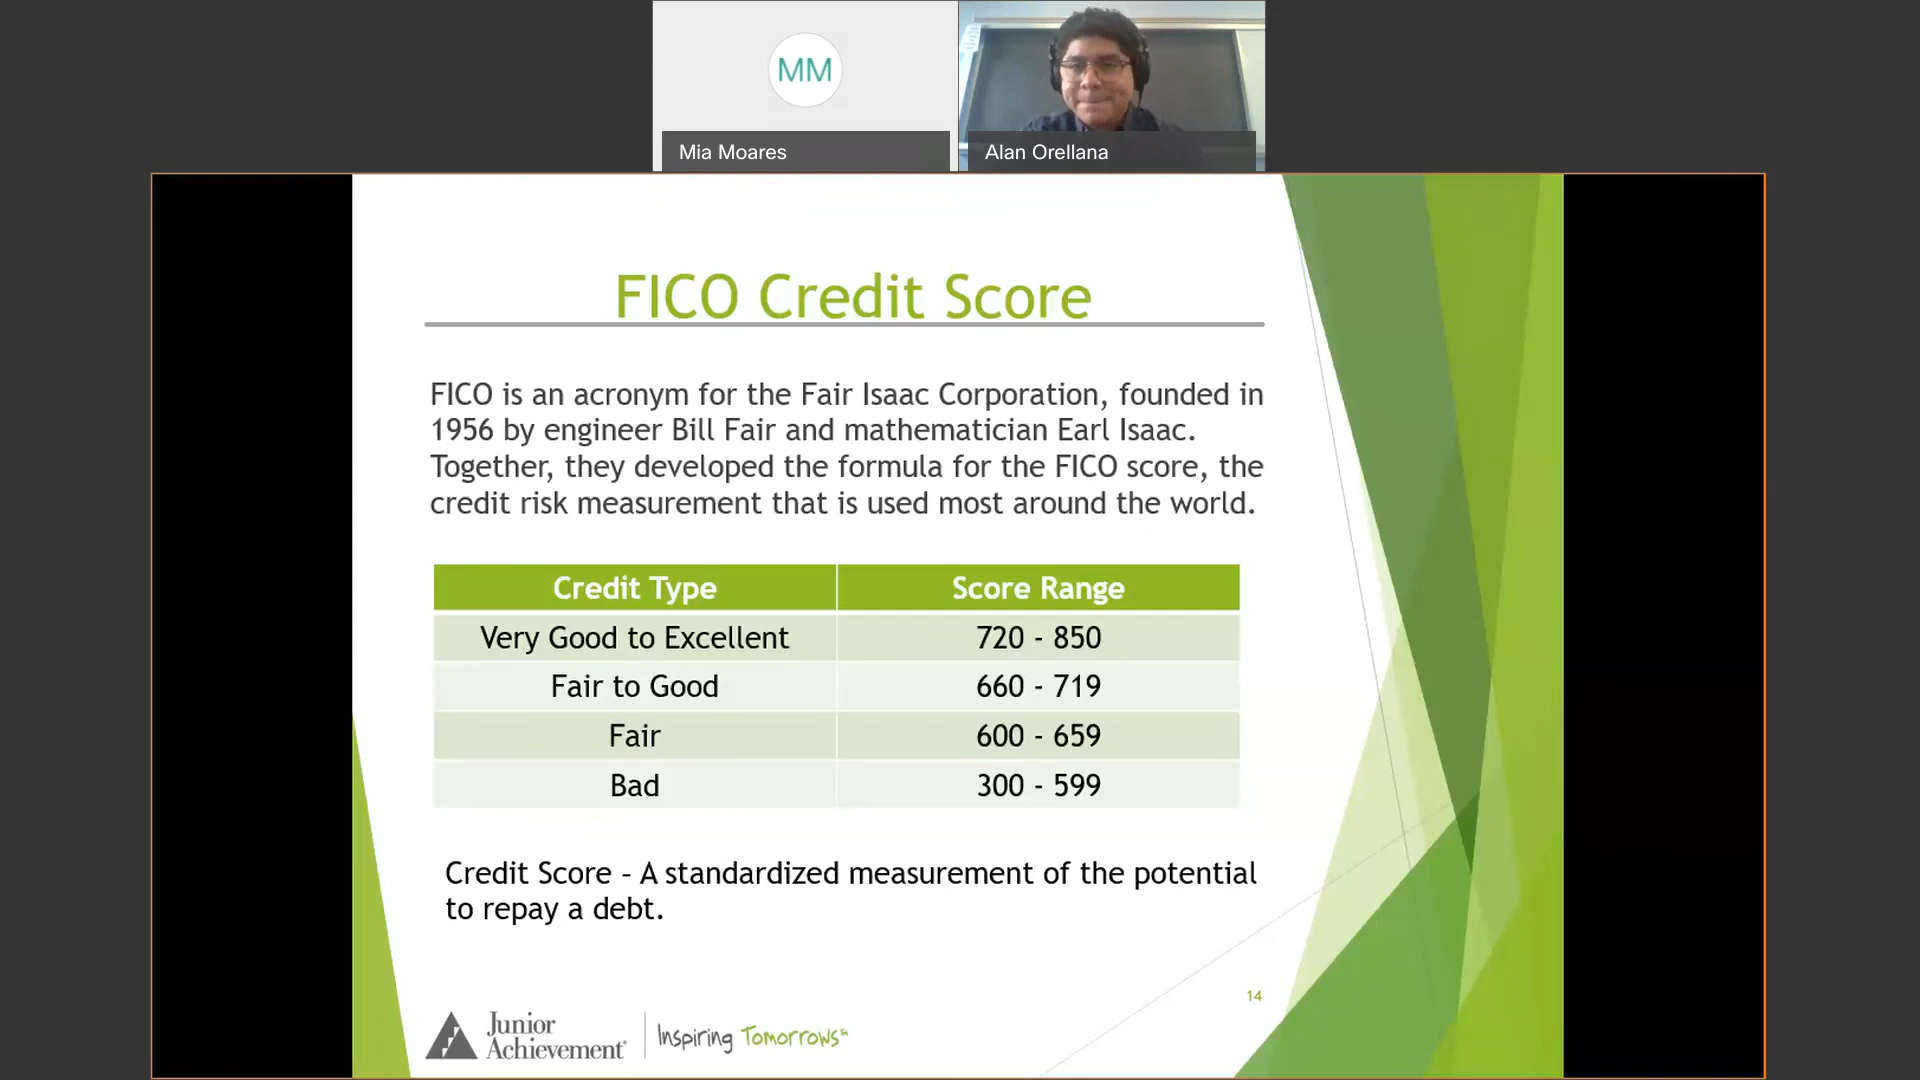 MM
Mia Moares
Alan Orellana
FICO Credit Score
FICO is an acronym for the Fair Isaac Corporation, founded in
1956 by engineer Bill Fair and mathematician Earl Isaac.
Together, they developed the formula for the FICO score, the
credit risk measurement that is used most around the world.
Credit Type Score Range
Very Good to Excellent 720 - 850
Fair to Good 660 - 719
Fair 600 - 659
Bad 300 - 599
Credit Score – A standardized measurement of the potential
to repay a debt.
14
Junior
Achievement®
Inspiring Tomorrows℠